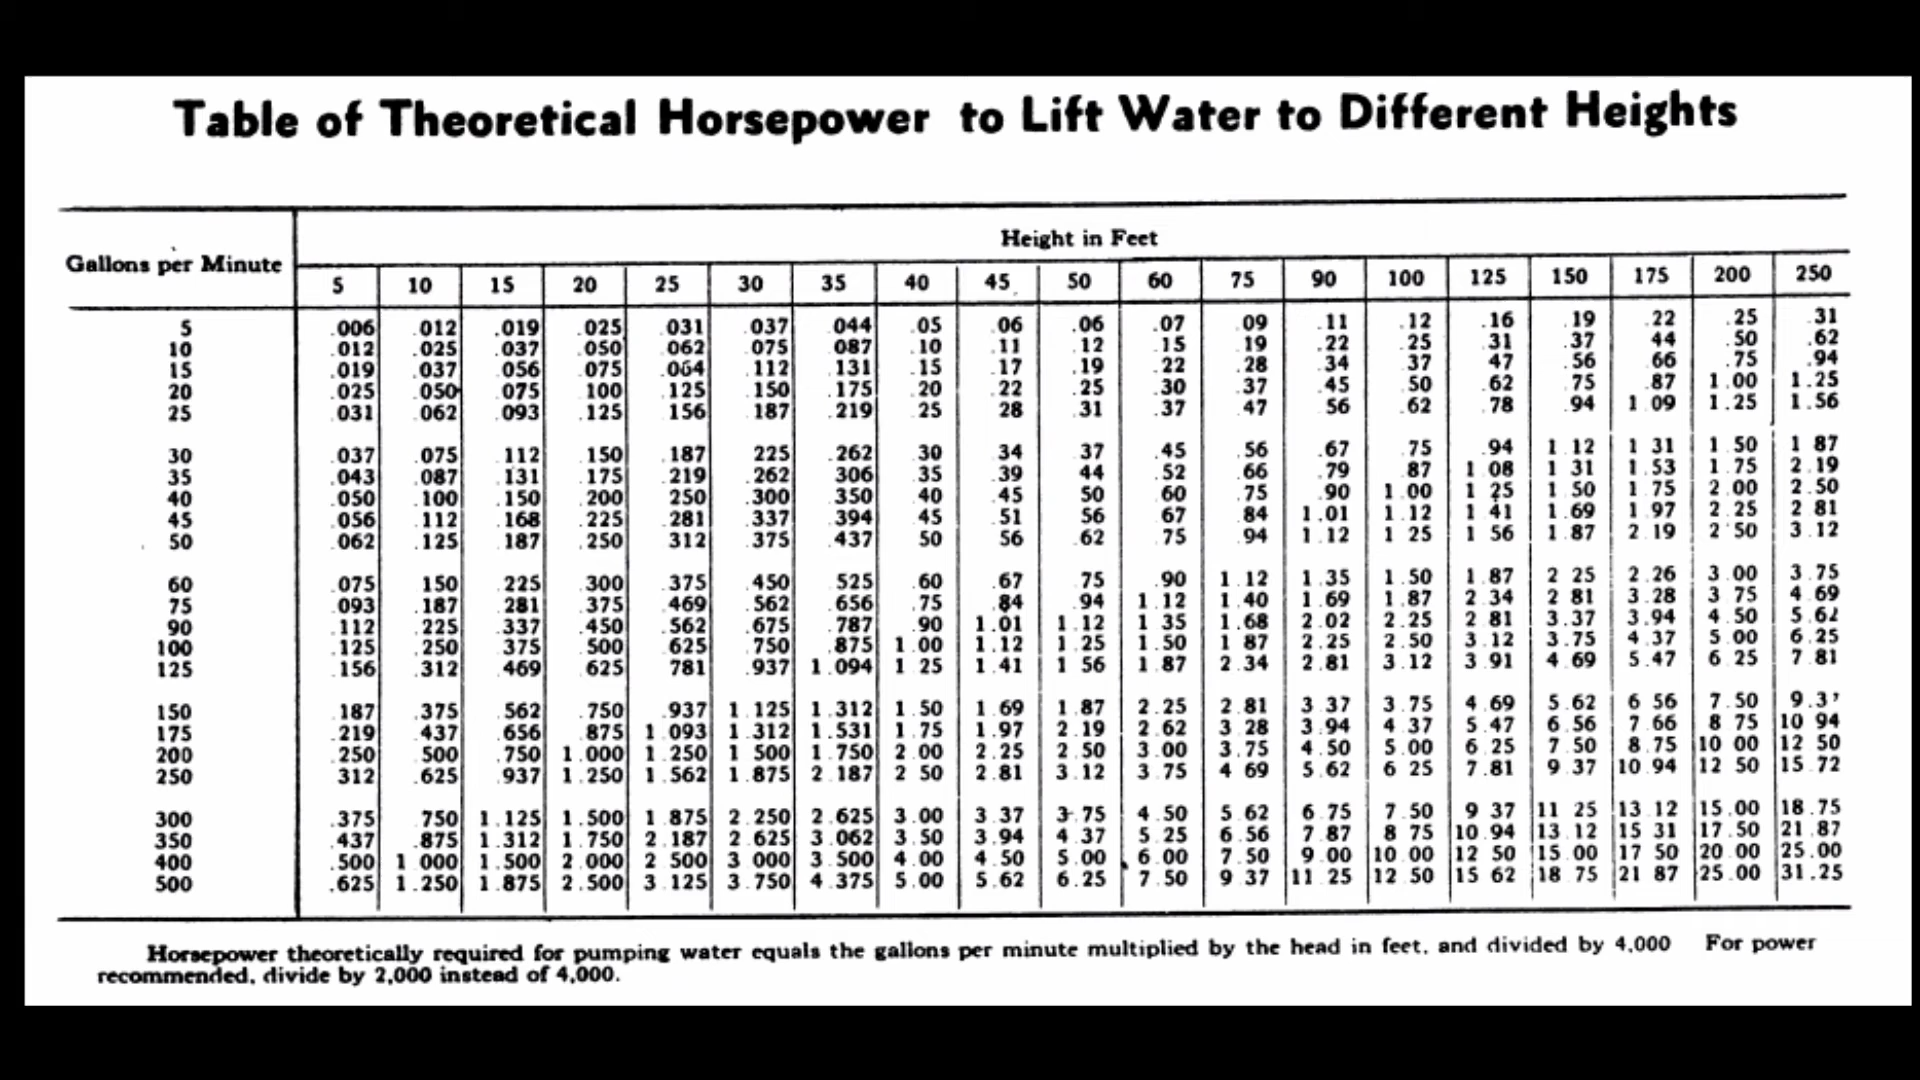 Table of Theoretical Horsepower to Lift Water to Different Heights
Height in Feet
Gallons per Minute
5 10 15 20 25 30 35 40 45 50 60 75 90 100 125 150 175 200 250
5 .006 .012 .019 .025 .031 .037 .044 .05 .06 .06 .07 .09 .11 .12 .16 .19 .22 .25 .31
10 .012 .025 .037 .050 .062 .075 .087 .10 .11 .12 .15 .19 .22 .25 .31 .37 .44 .50 .62
15 .019 .037 .056 .075 .064 .112 .131 .15 .17 .19 .22 .28 .34 .37 .47 .56 .66 .75 .94
20 .025 .050 .075 .100 .125 .150 .175 .20 .22 .25 .30 .37 .45 .50 .62 .75 .87 1.00 1.25
25 .031 .062 .093 .125 .156 .187 .219 .25 .28 .31 .37 .47 .56 .62 .78 .94 1.09 1.25 1.56
30 .037 .075 .112 .150 .187 .225 .262 .30 .34 .37 .45 .56 .67 .75 .94 1.12 1.31 1.50 1.87
35 .043 .087 .131 .175 .219 .262 .306 .35 .39 .44 .52 .66 .79 .87 1.08 1.31 1.53 1.75 2.19
40 .050 .100 .150 .200 .250 .300 .350 .40 .45 .50 .60 .75 .90 1.00 1.25 1.50 1.75 2.00 2.50
45 .056 .112 .168 .225 .281 .337 .394 .45 .51 .56 .67 .84 1.01 1.12 1.41 1.69 1.97 2.25 2.81
50 .062 .125 .187 .250 .312 .375 .437 .50 .56 .62 .75 .94 1.12 1.25 1.56 1.87 2.19 2.50 3.12
60 .075 .150 .225 .300 .375 .450 .525 .60 .67 .75 .90 1.12 1.35 1.50 1.87 2.25 2.26 3.00 3.75
75 .093 .187 .281 .375 .469 .562 .656 .75 .84 .94 1.12 1.40 1.69 1.87 2.34 2.81 3.28 3.75 4.69
90 .112 .225 .337 .450 .562 .675 .787 .90 1.01 1.12 1.35 1.68 2.02 2.25 2.81 3.37 3.94 4.50 5.62
100 .125 .250 .375 .500 .625 .750 .875 1.00 1.12 1.25 1.50 1.87 2.25 2.50 3.12 3.75 4.37 5.00 6.25
125 .156 .312 .469 .625 .781 .937 1.094 1.25 1.41 1.56 1.87 2.34 2.81 3.12 3.91 4.69 5.47 6.25 7.81
150 .187 .375 .562 .750 .937 1.125 1.312 1.50 1.69 1.87 2.25 2.81 3.37 3.75 4.69 5.62 6.56 7.50
175 .219 .437 .656 .875 1.093 1.312 1.531 1.75 1.97 2.19 2.62 3.28 3.94 4.37 5.47 6.56 7.66 8.75 10.94
200 .250 .500 .750 1.000 1.250 1.500 1.750 2.00 2.25 2.50 3.00 3.75 4.50 5.00 6.25 7.50 8.75 10.00 12.50
250 .312 .625 .937 1.250 1.562 1.875 2.187 2.50 2.81 3.12 3.75 4.69 5.62 6.25 7.81 9.37 10.94 12.50 15.72
300 .375 .750 1.125 1.500 1.875 2.250 2.625 3.00 3.37 3.75 4.50 5.62 6.75 7.50 9.37 11.25 13.12 15.00 18.75
350 .437 .875 1.312 1.750 2.187 2.625 3.062 3.50 3.94 4.37 5.25 6.56 7.87 8.75 10.94 13.12 15.31 17.50 21.87
400 .500 1.000 1.500 2.000 2.500 3.000 3.500 4.00 4.50 5.00 6.00 7.50 9.00 10.00 12.50 15.00 17.50 20.00 25.00
500 .625 1.250 1.875 2.500 3.125 3.750 4.375 5.00 5.62 6.25 7.50 9.37 11.25 12.50 15.62 18.75 21.87 25.00 31.25
Horsepower theoretically required for pumping water equals the gallons per minute multiplied by the head in feet, and divided by 4,000 For power
recommended, divide by 2,000 instead of 4,000.